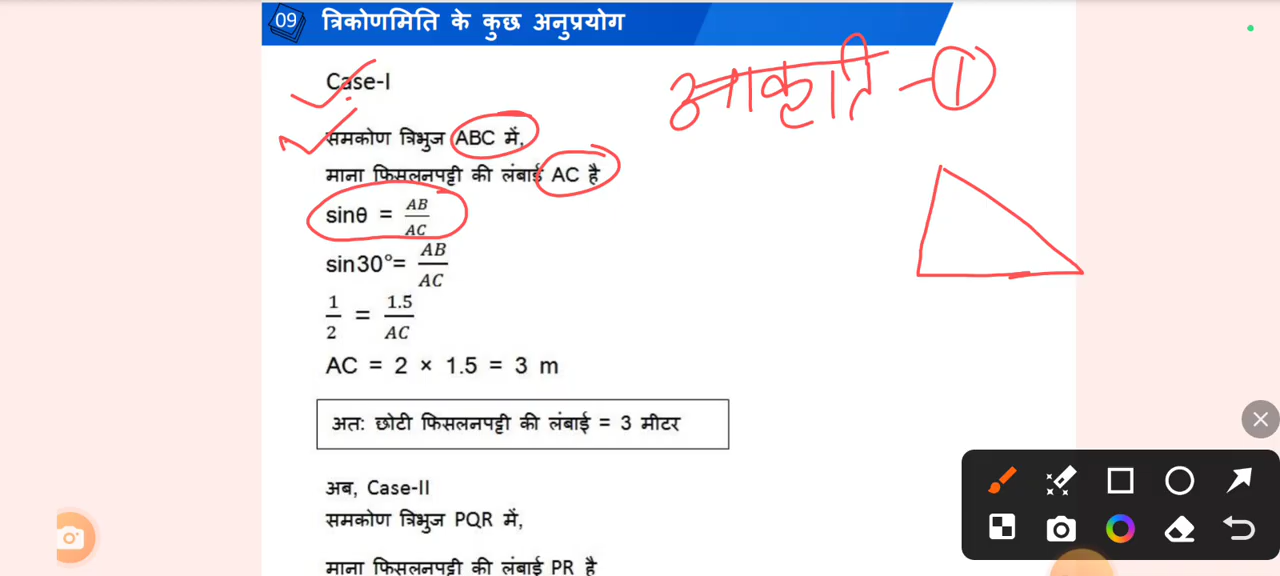 09 त्रिकोणमिति के कुछ अनुप्रयोग
आकृति - 1
Case-I
समकोण त्रिभुज ABC में,
माना फिसलनपट्टी की लंबाई AC है
sinθ = AB/AC
sin30°= AB/AC
1/2 = 1.5/AC
AC = 2 × 1.5 = 3 m
अत: छोटी फिसलनपट्टी की लंबाई = 3 मीटर
अब, Case-II
समकोण त्रिभुज PQR में,
माना फिसलनपट्टी की लंबाई PR है